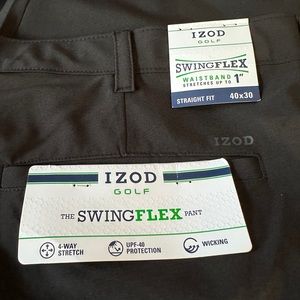 IZOD
GOLF
SWINGFLEX
WAISTBAND
STRETCHES UP TO 1"
STRAIGHT FIT 40x30
IZOD
IZOD
GOLF
THE SWINGFLEX PANT
4-WAY
STRETCH
UPF-40
PROTECTION
WICKING